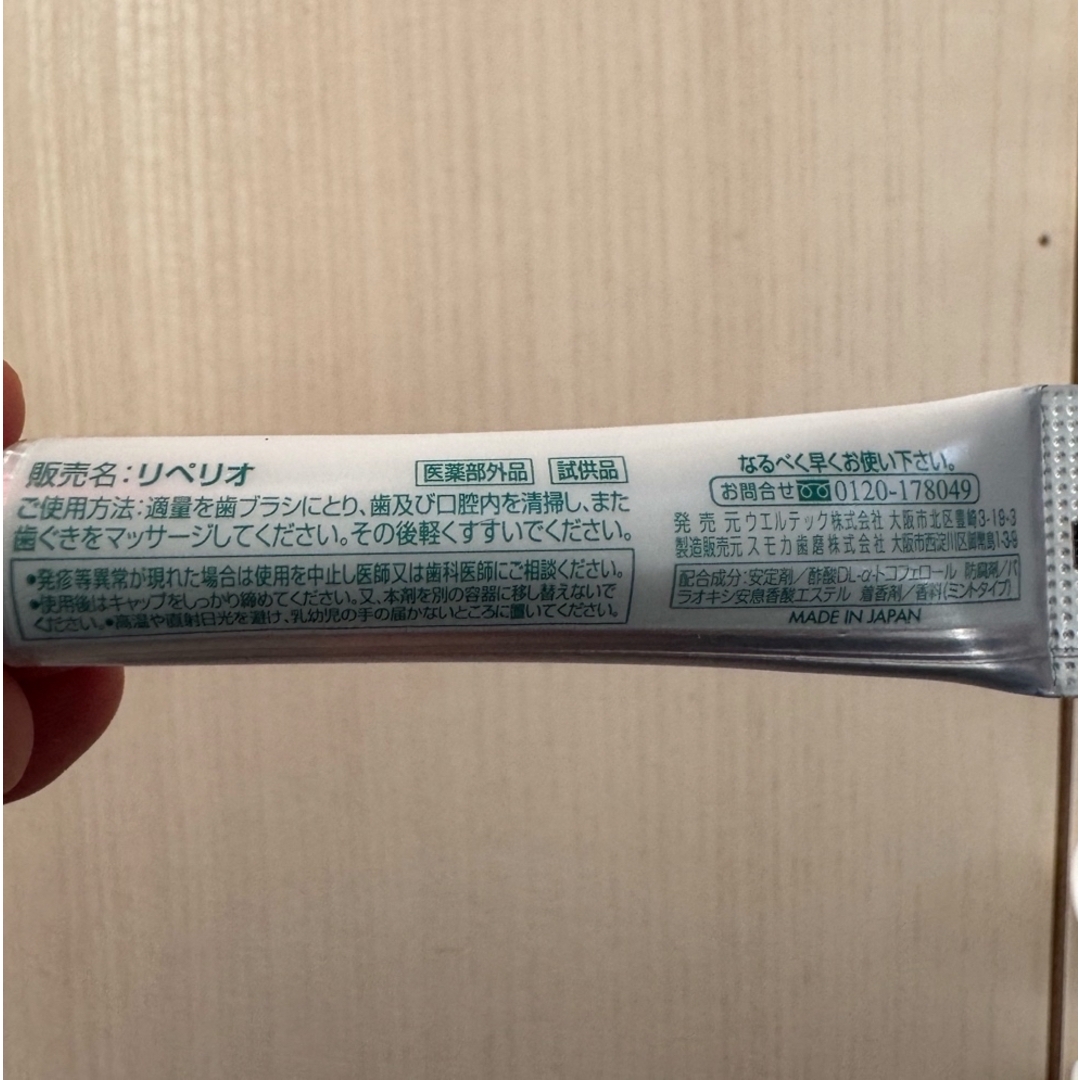 販売名:リペリオ 医薬部外品 試供品
ご使用方法:適量を歯ブラシにとり、歯及び口腔内を清掃し、また
歯ぐきをマッサージしてください。その後軽くすすいでください。
•発疹等異常が現れた場合は使用を中止し医師又は歯科医師にご相談ください。
•使用後はキャップをしっかり締めてください。又、本剤を別の容器に移し替えないで
ください。•高温や直射日光を避け、乳幼児の手の届かないところに置いてください。
なるべく早くお使い下さい。
お問合せ 0120-178049
発売元 ウエルテック株式会社 大阪市北区豊崎3-19-3
製造販売元 スモカ歯磨株式会社 大阪市西淀川区御幣島1-3-9
配合成分:安定剤/酢酸DL-α-トコフェロール 防腐剤/パ
ラオキシ安息香酸エステル 着香剤/香料(ミントタイプ)
MADE IN JAPAN